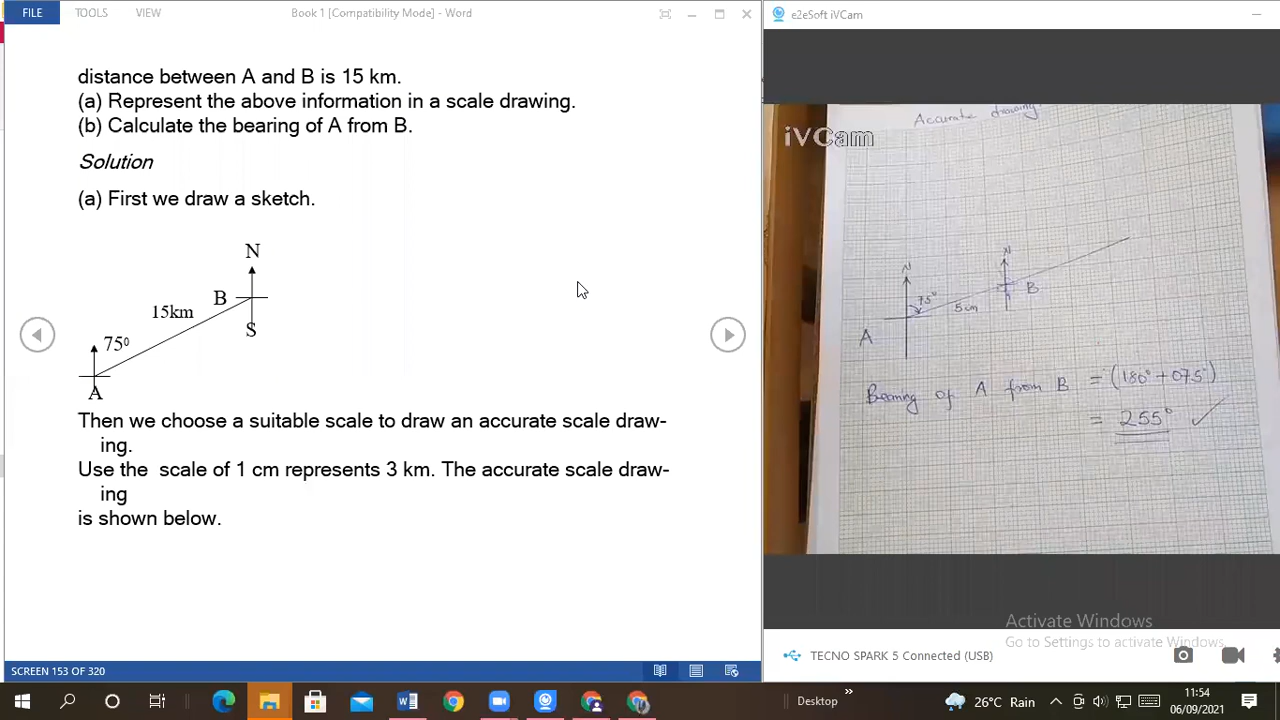 FILE TOOLS VIEW Book 1 [Compatibility Mode] - Word
distance between A and B is 15 km.
(a) Represent the above information in a scale drawing.
(b) Calculate the bearing of A from B.
Solution
(a) First we draw a sketch.
N
B
15km
S
75⁰
A
Then we choose a suitable scale to draw an accurate scale draw-
ing.
Use the scale of 1 cm represents 3 km. The accurate scale draw-
ing
is shown below.
SCREEN 153 OF 320
e2eSoft iVCam
Accurate drawing
iVCam
N
N
75°
B
5cm
A
Bearing of A from B = (180° + 075°)
= 255° ✓
Activate Windows
Go to Settings to activate Windows.
TECNO SPARK 5 Connected (USB)
Desktop » 26°C Rain 11:54
06/09/2021